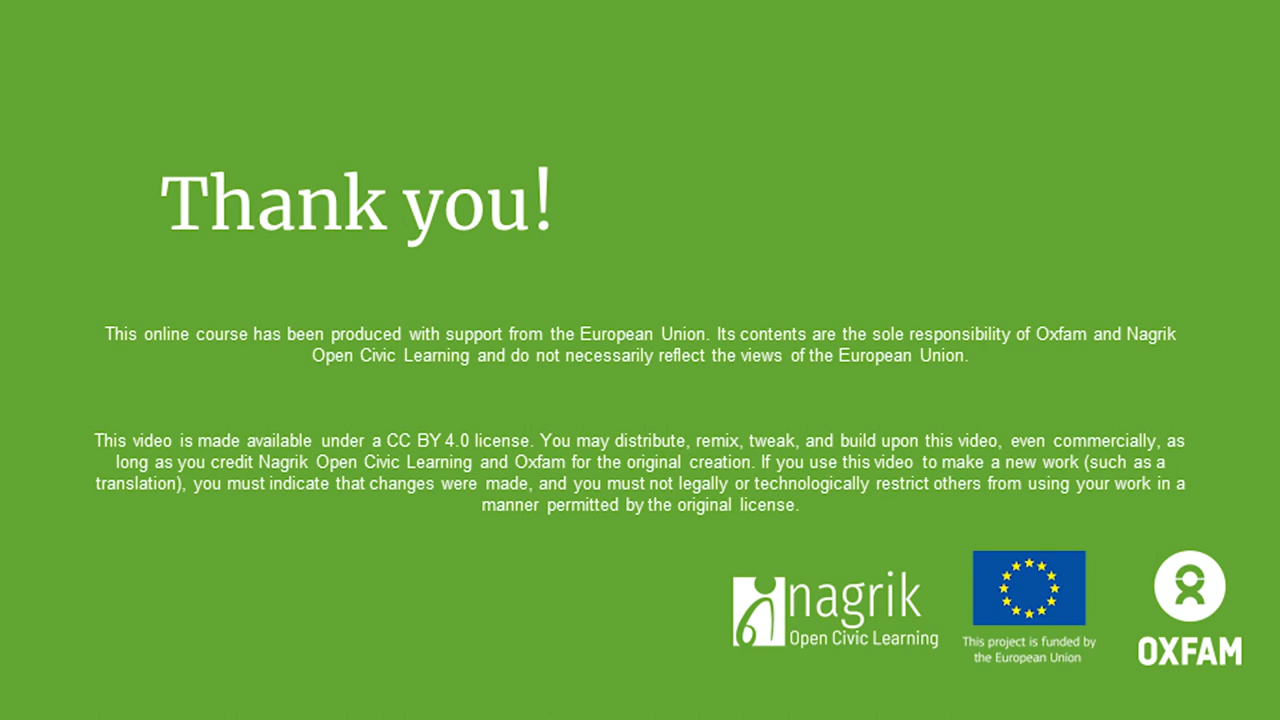 Thank you!
This online course has been produced with support from the European Union. Its contents are the sole responsibility of Oxfam and Nagrik
Open Civic Learning and do not necessarily reflect the views of the European Union.
This video is made available under a CC BY 4.0 license. You may distribute, remix, tweak, and build upon this video, even commercially, as
long as you credit Nagrik Open Civic Learning and Oxfam for the original creation. If you use this video to make a new work (such as a
translation), you must indicate that changes were made, and you must not legally or technologically restrict others from using your work in a
manner permitted by the original license.
nagrik
Open Civic Learning
This project is funded by
the European Union
OXFAM